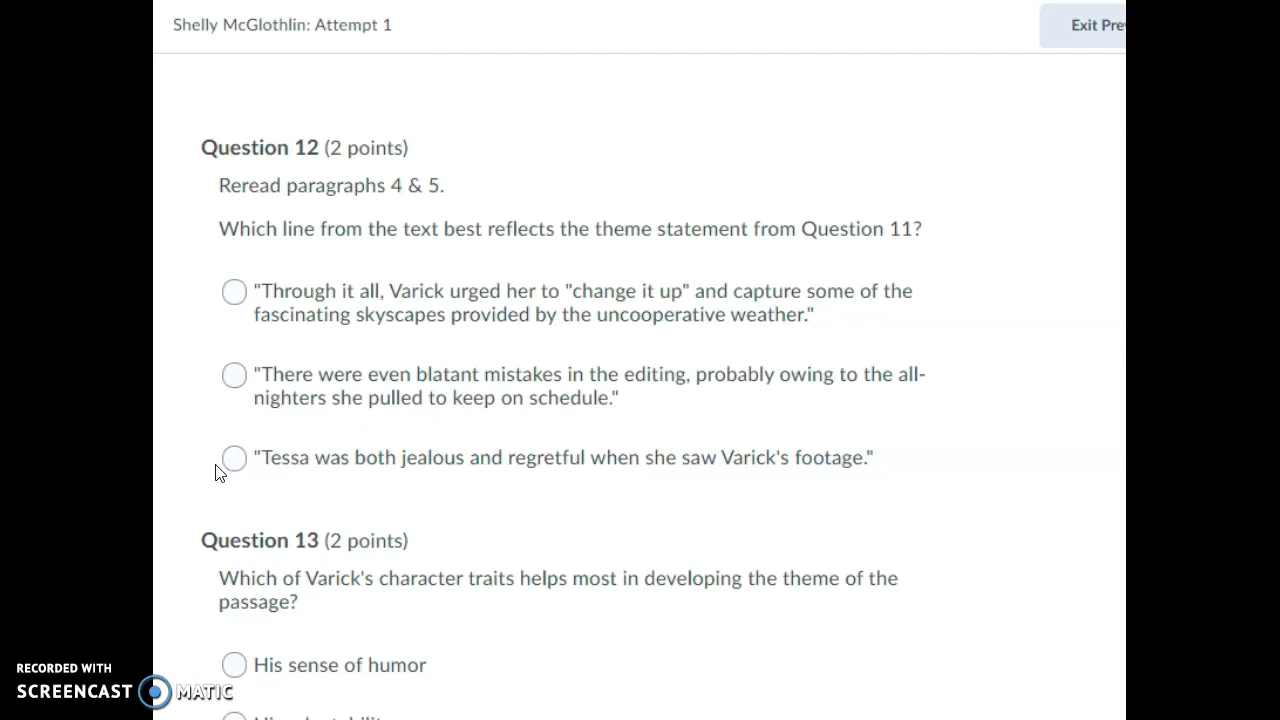 Shelly McGlothlin: Attempt 1
Exit Pre
Question 12 (2 points)
Reread paragraphs 4 & 5.
Which line from the text best reflects the theme statement from Question 11?
"Through it all, Varick urged her to "change it up" and capture some of the
fascinating skyscapes provided by the uncooperative weather."
"There were even blatant mistakes in the editing, probably owing to the all-
nighters she pulled to keep on schedule."
"Tessa was both jealous and regretful when she saw Varick's footage."
Question 13 (2 points)
Which of Varick's character traits helps most in developing the theme of the
passage?
His sense of humor
RECORDED WITH
SCREENCAST MATIC